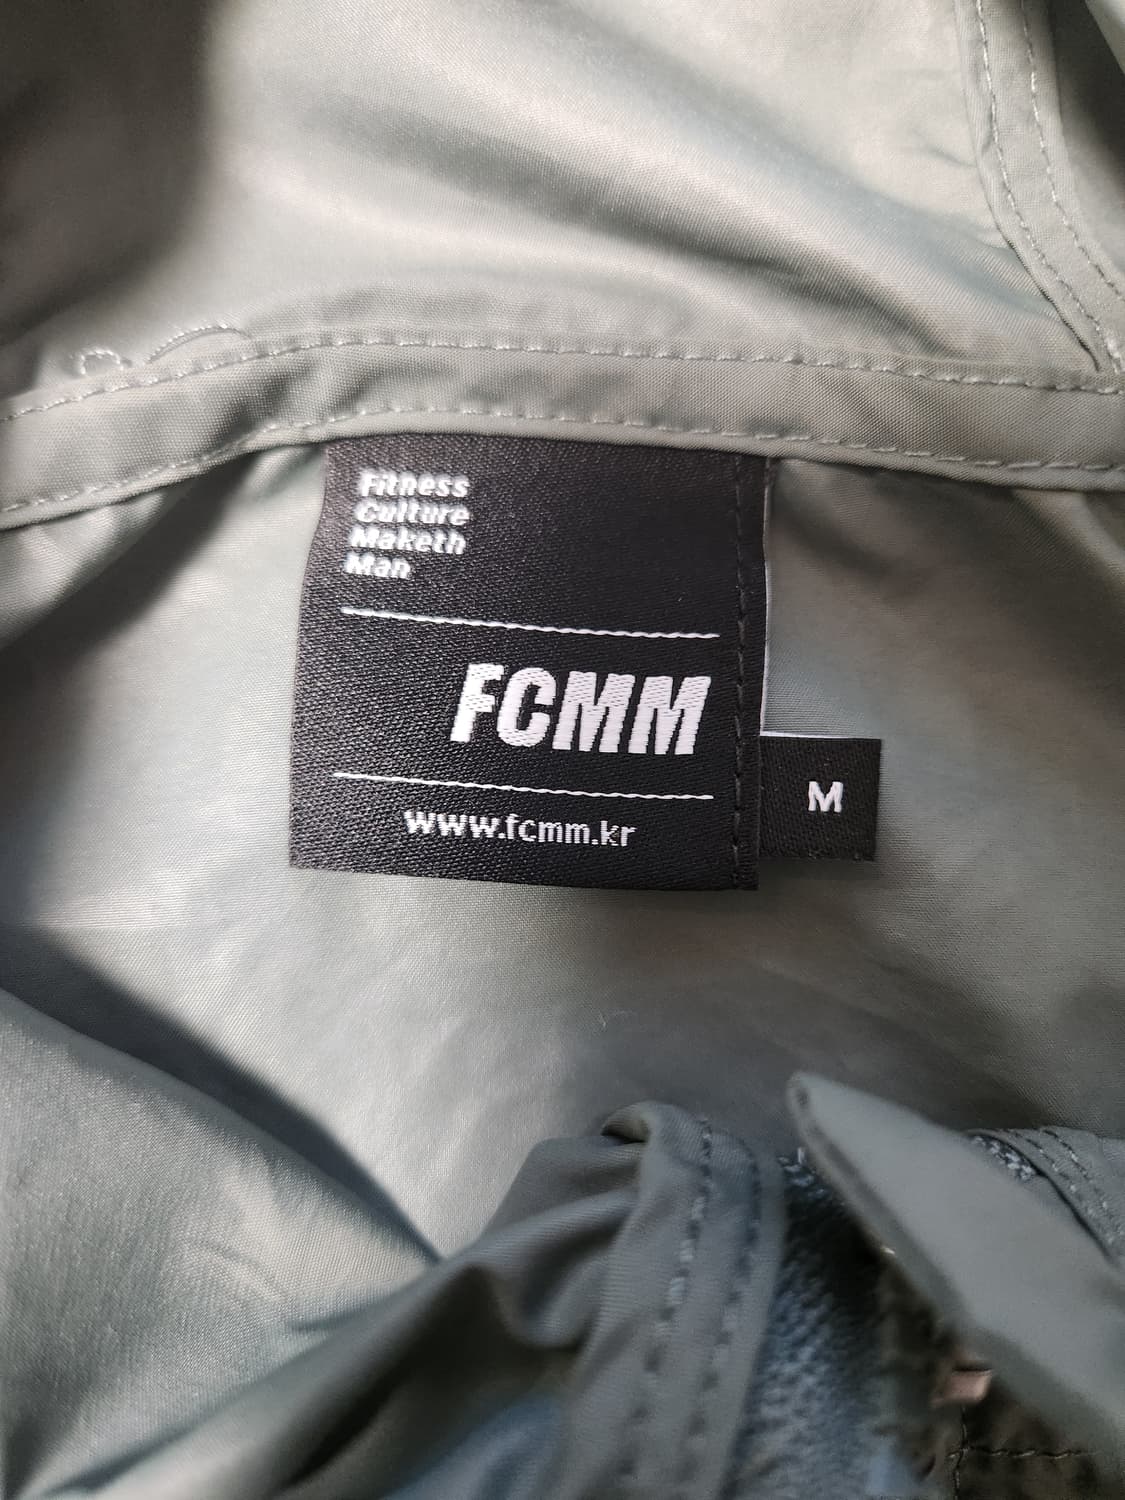 Fitness
Culture
Maketh
Man
FCMM
www.fcmm.kr
M